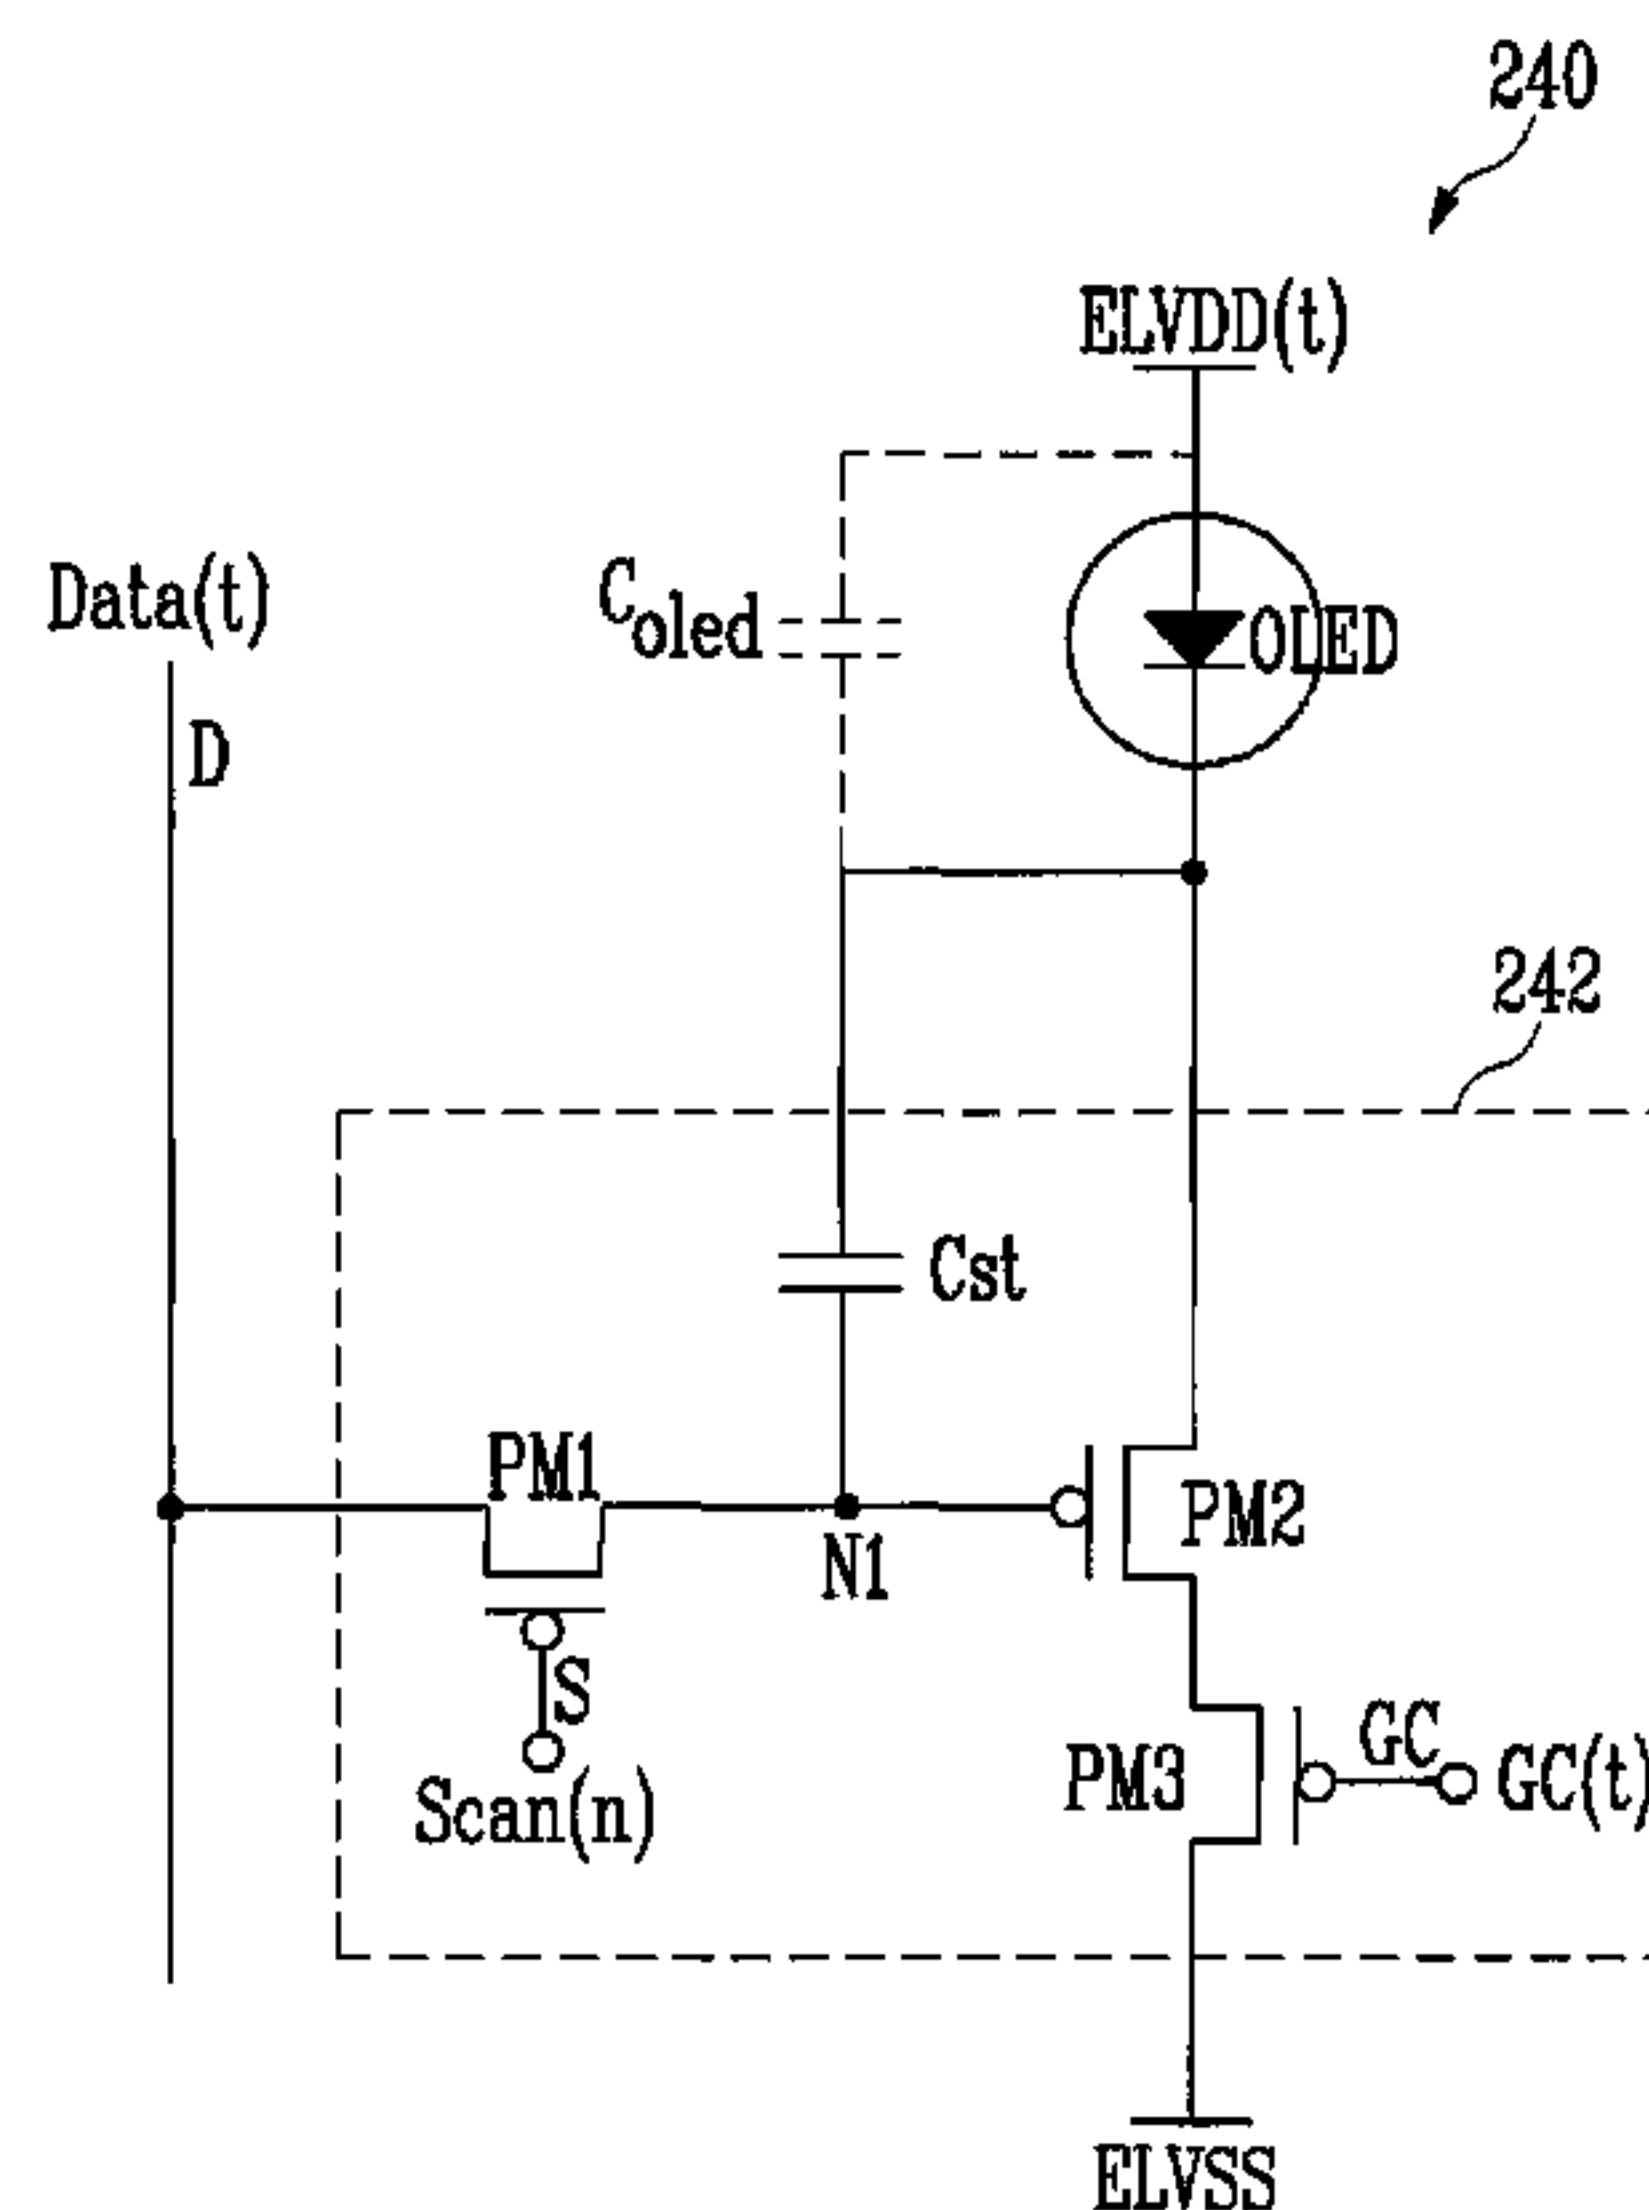 240
ELVDD(t)
Data(t)
Coled
OLED
D
242
Cst
PM1
PM2
N1
S
GC
PM3
GC(t)
Scan(n)
ELVSS